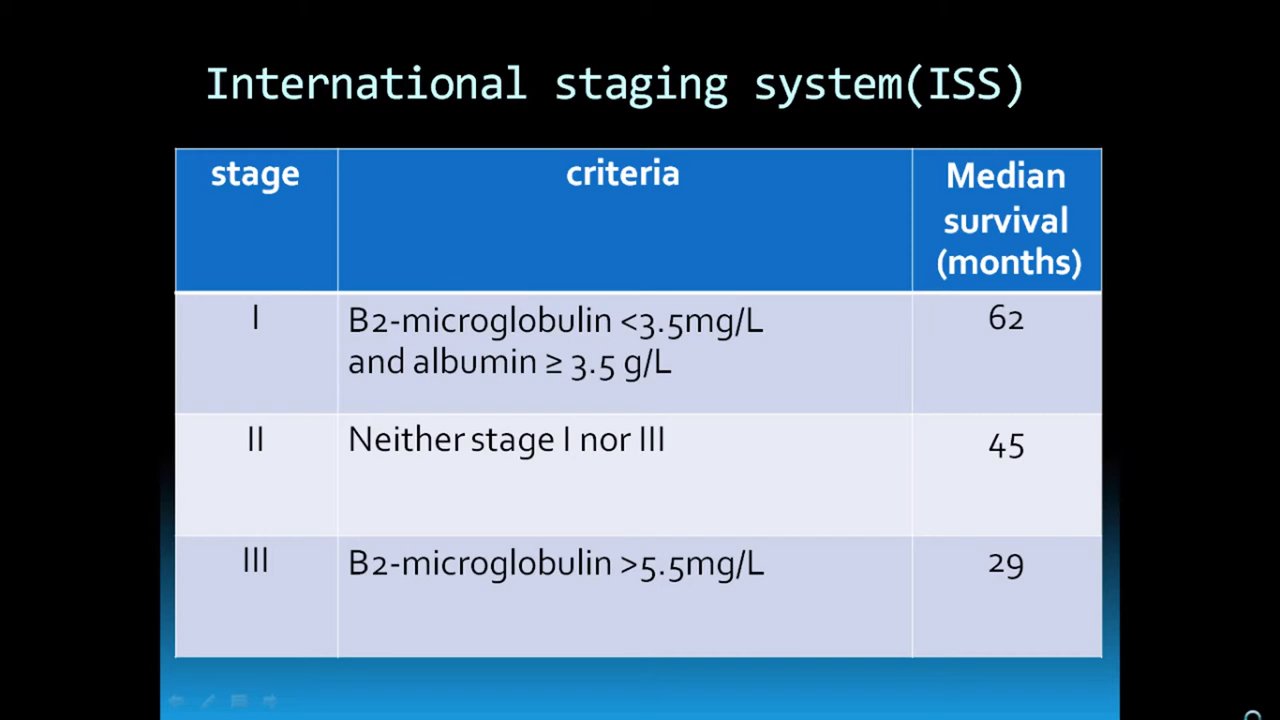 International staging system(ISS)
stage
criteria
Median
survival
(months)
I
B2-microglobulin <3.5mg/L
and albumin ≥ 3.5 g/L
62
II
Neither stage I nor III
45
III
B2-microglobulin >5.5mg/L
29